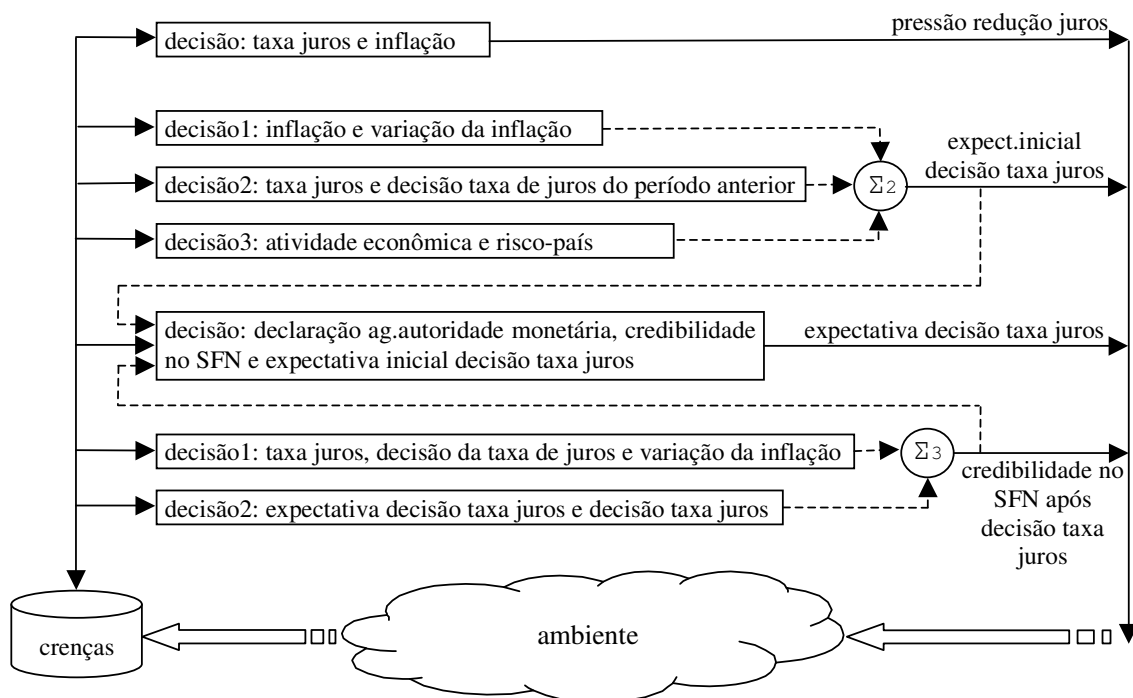 pressão redução juros
decisão: taxa juros e inflação
decisão1: inflação e variação da inflação
expect.inicial
decisão taxa juros
decisão2: taxa juros e decisão taxa de juros do período anterior
Σ2
decisão3: atividade econômica e risco-país
decisão: declaração ag.autoridade monetária, credibilidade
no SFN e expectativa inicial decisão taxa juros
expectativa decisão taxa juros
decisão1: taxa juros, decisão da taxa de juros e variação da inflação
Σ3
credibilidade no
SFN após
decisão taxa
juros
decisão2: expectativa decisão taxa juros e decisão taxa juros
crenças
ambiente